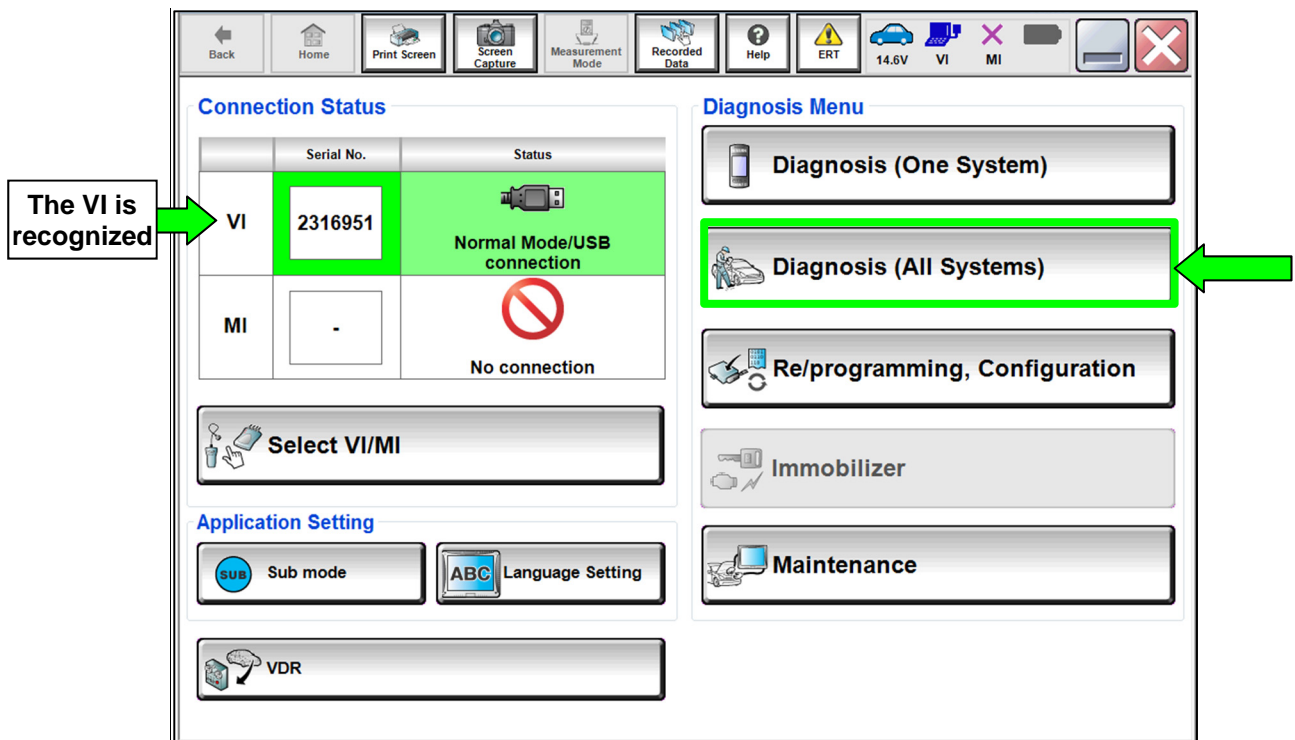 Back
Home
Print Screen
Screen
Capture
Measurement
Mode
Recorded
Data
Help
ERT
14.6V
VI
MI
Connection Status
Serial No.
Status
The VI is
recognized
VI
2316951
Normal Mode/USB
connection
MI
-
No connection
Select VI/MI
Application Setting
SUB
Sub mode
ABC
Language Setting
VDR
Diagnosis Menu
Diagnosis (One System)
Diagnosis (All Systems)
Re/programming, Configuration
Immobilizer
Maintenance